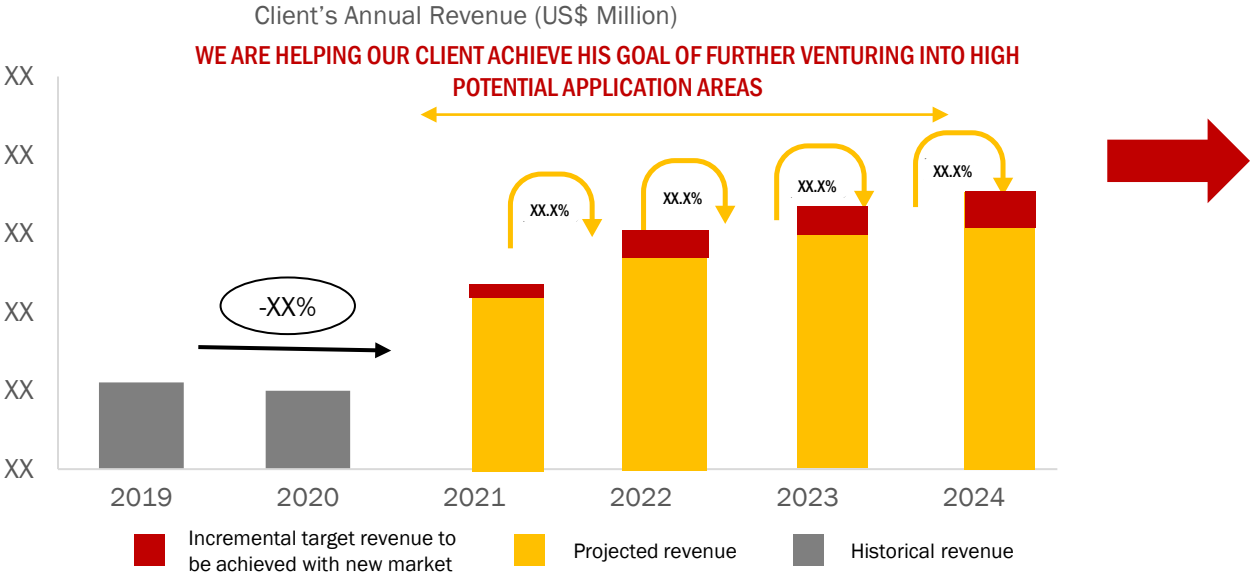 Client’s Annual Revenue (US$ Million)
WE ARE HELPING OUR CLIENT ACHIEVE HIS GOAL OF FURTHER VENTURING INTO HIGH
POTENTIAL APPLICATION AREAS
XX
XX
XX
XX
XX
XX
XX.X%
XX.X%
XX.X%
XX.X%
-XX%
2019
2020
2021
2022
2023
2024
Incremental target revenue to
be achieved with new market
Projected revenue
Historical revenue